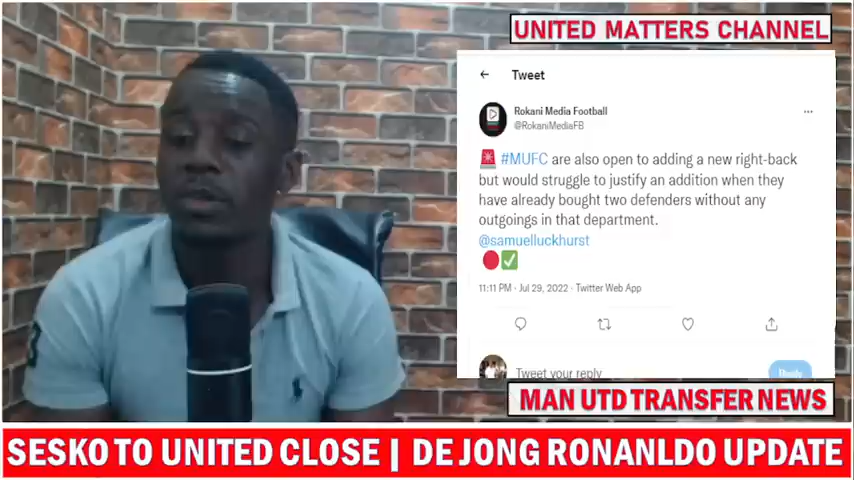 UNITED MATTERS CHANNEL
Tweet
Rokani Media Football
@RokaniMediaFB
#MUFC are also open to adding a new right-back
but would struggle to justify an addition when they
have already bought two defenders without any
outgoings in that department.
@samuelluckhurst
11:11 PM · Jul 29, 2022 · Twitter Web App
Tweet your reply
Reply
MAN UTD TRANSFER NEWS
SESKO TO UNITED CLOSE | DE JONG RONANLDO UPDATE